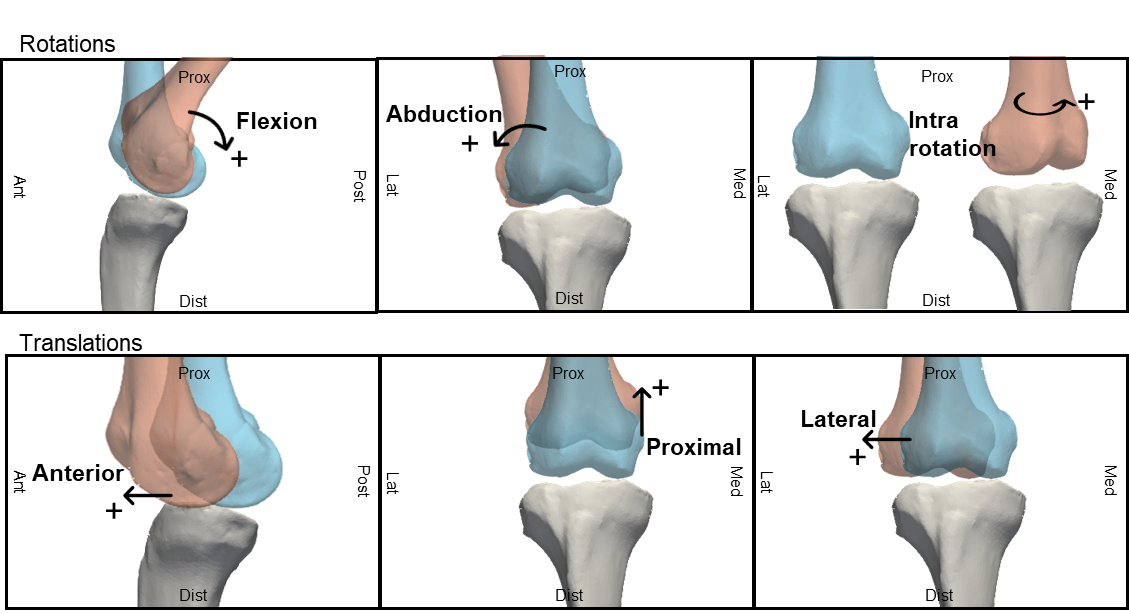 Rotations
Prox
Flexion
+
Ant
Post
Dist
Prox
Abduction
+
Lat
Med
Dist
Prox
+
Intra
rotation
Lat
Med
Dist
Translations
Prox
Anterior
+
Ant
Post
Dist
Prox
+
Proximal
Lat
Med
Dist
Prox
Lateral
+
Lat
Med
Dist